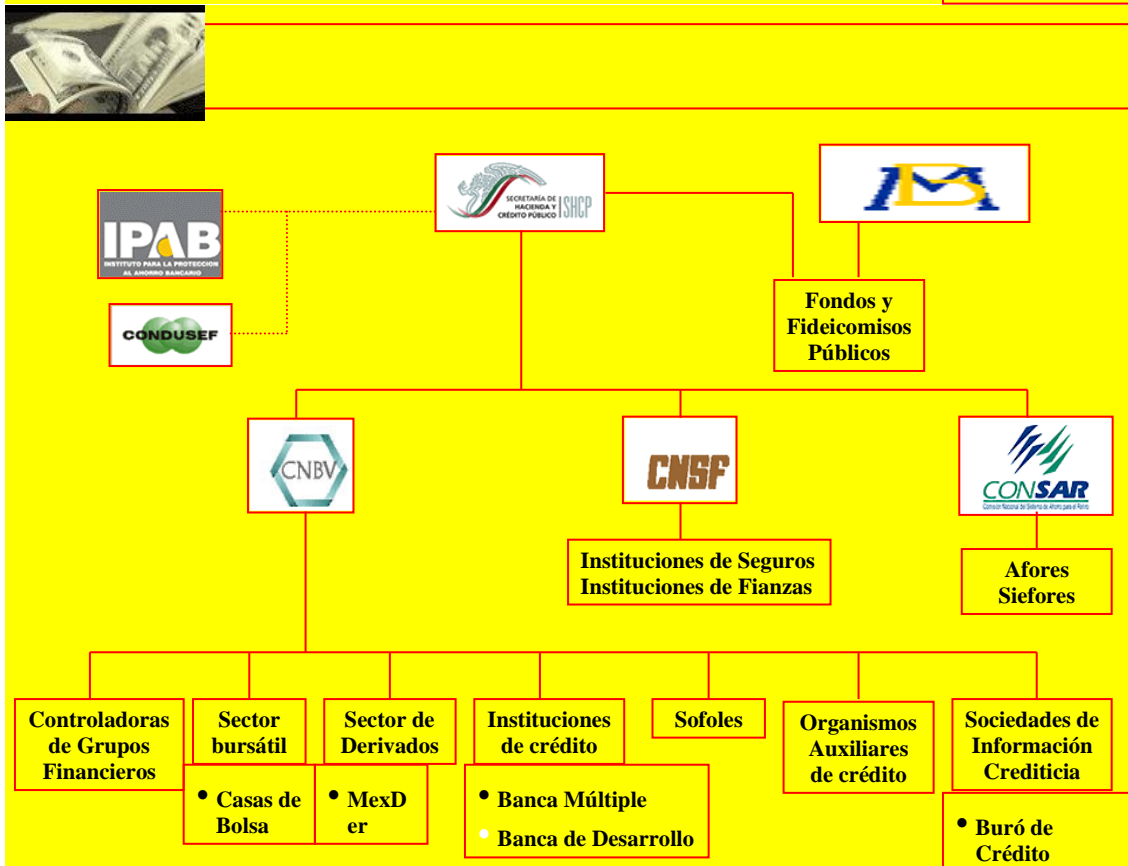 SECRETARÍA DE
HACIENDA Y
CRÉDITO PÚBLICO
SHCP
BM
IPAB
INSTITUTO PARA LA PROTECCION
AL AHORRO BANCARIO
CONDUSEF
Fondos y
Fideicomisos
Públicos
CNBV
CNSF
CONSAR
Comisión Nacional del Sistema de Ahorro para el Retiro
Instituciones de Seguros
Instituciones de Fianzas
Afores
Siefores
Controladoras
de Grupos
Financieros
Sector
bursátil
• Casas de
Bolsa
Sector de
Derivados
• MexD
er
Instituciones
de crédito
• Banca Múltiple
• Banca de Desarrollo
Sofoles
Organismos
Auxiliares
de crédito
Sociedades de
Información
Crediticia
• Buró de
Crédito